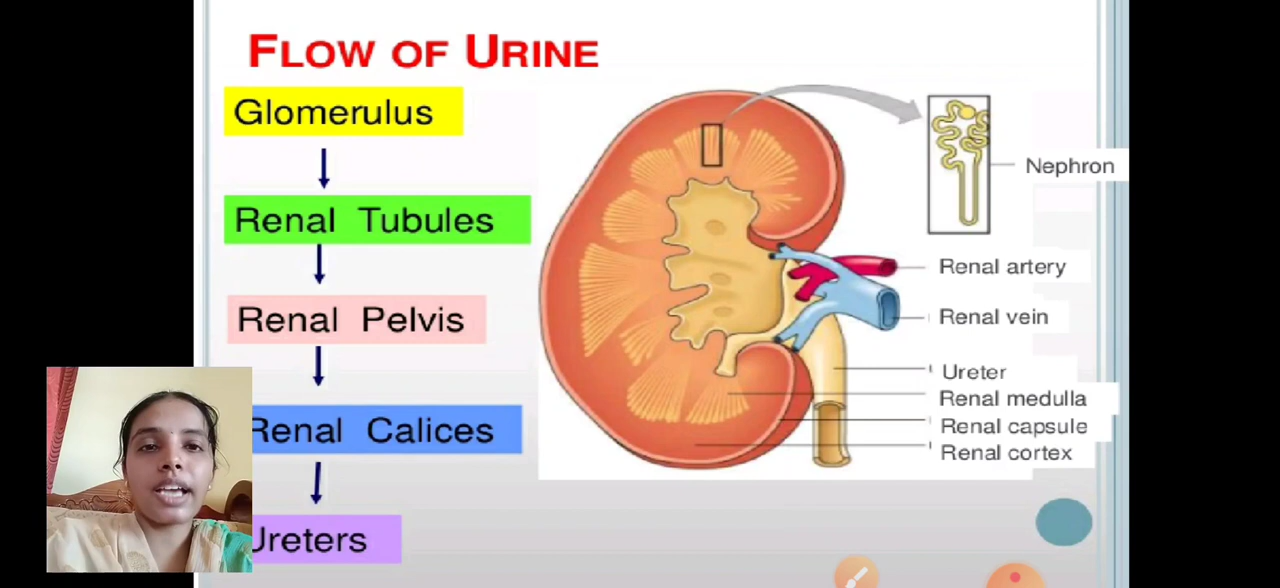 FLOW OF URINE
Glomerulus
Renal Tubules
Renal Pelvis
Renal Calices
Ureters
Nephron
Renal artery
Renal vein
Ureter
Renal medulla
Renal capsule
Renal cortex